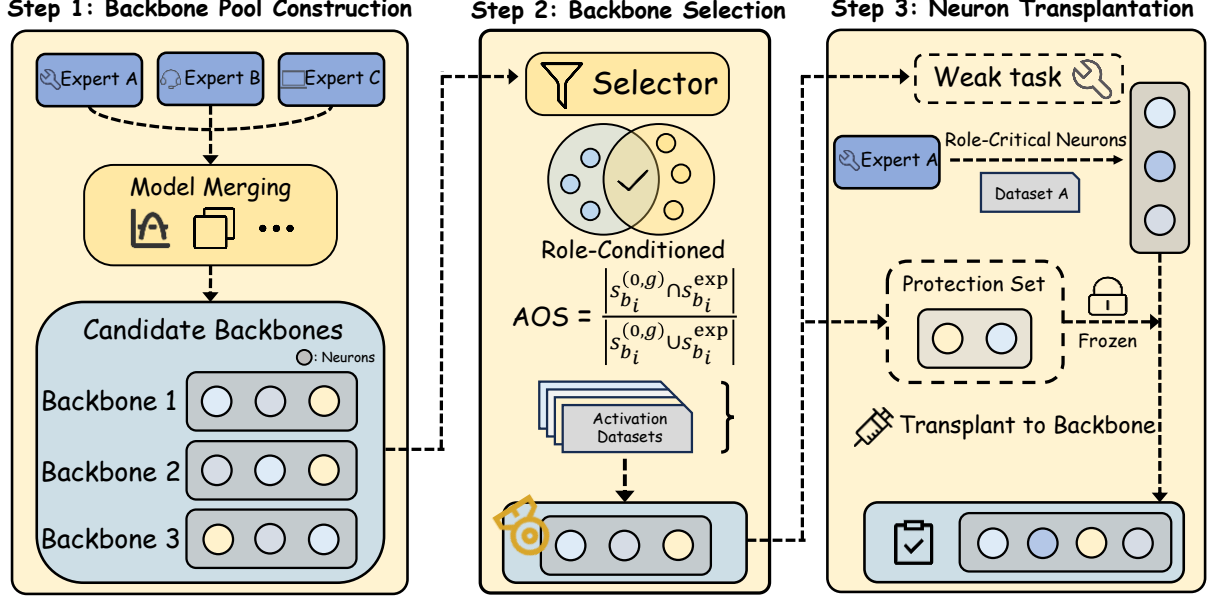 Step 1: Backbone Pool Construction
Expert A
Expert B
Expert C
Model Merging
Candidate Backbones
: Neurons
Backbone 1
Backbone 2
Backbone 3
Step 2: Backbone Selection
Selector
Role-Conditioned
AOS = |s_{b_i}^{(0,g)} ∩ s_{b_i}^{exp}| / |s_{b_i}^{(0,g)} ∪ s_{b_i}^{exp}|
Activation
Datasets
Step 3: Neuron Transplantation
Weak task
Expert A
Role-Critical Neurons
Dataset A
Protection Set
Frozen
Transplant to Backbone